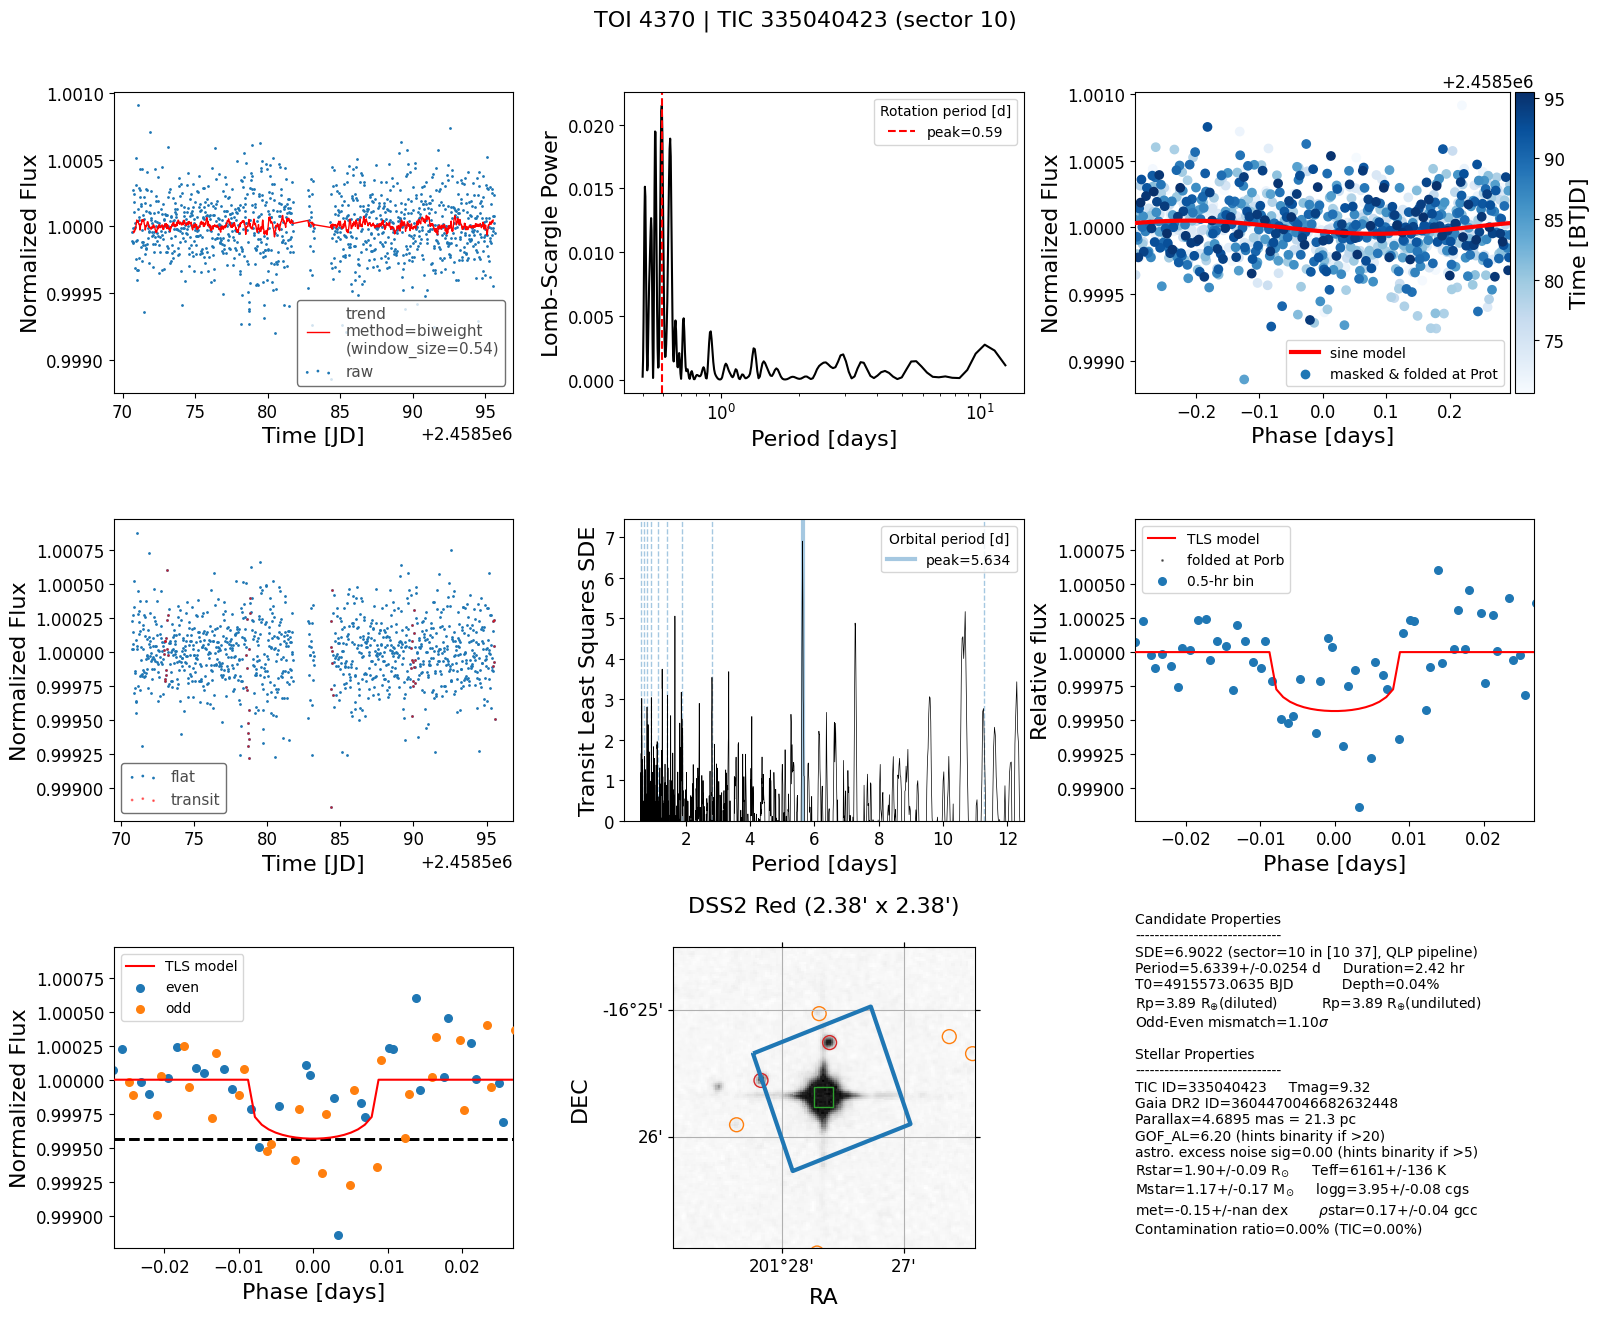 TOI 4370 | TIC 335040423 (sector 10)
1.0010
1.0005
1.0000
0.9995
0.9990
Normalized Flux
trend
method=biweight
(window_size=0.54)
raw
70 75 80 85 90 95
Time [JD]
+2.4585e6
0.020
0.015
0.010
0.005
0.000
Lomb-Scargle Power
Rotation period [d]
peak=0.59
10^0 10^1
Period [days]
+2.4585e6
1.0010
1.0005
1.0000
0.9995
0.9990
Normalized Flux
sine model
masked & folded at Prot
−0.2 −0.1 0.0 0.1 0.2
Phase [days]
95
90
85
80
75
Time [BTJD]
1.00075
1.00050
1.00025
1.00000
0.99975
0.99950
0.99925
0.99900
Normalized Flux
flat
transit
70 75 80 85 90 95
Time [JD]
+2.4585e6
7
6
5
4
3
2
1
0
Transit Least Squares SDE
Orbital period [d]
peak=5.634
2 4 6 8 10 12
Period [days]
1.00075
1.00050
1.00025
1.00000
0.99975
0.99950
0.99925
0.99900
Relative flux
TLS model
folded at Porb
0.5-hr bin
−0.02 −0.01 0.00 0.01 0.02
Phase [days]
1.00075
1.00050
1.00025
1.00000
0.99975
0.99950
0.99925
0.99900
Normalized Flux
TLS model
even
odd
−0.02 −0.01 0.00 0.01 0.02
Phase [days]
DSS2 Red (2.38' x 2.38')
-16°25'
26'
DEC
201°28' 27'
RA
Candidate Properties
------------------------------
SDE=6.9022 (sector=10 in [10 37], QLP pipeline)
Period=5.6339+/-0.0254 d Duration=2.42 hr
T0=4915573.0635 BJD Depth=0.04%
Rp=3.89 R⊕(diluted) Rp=3.89 R⊕(undiluted)
Odd-Even mismatch=1.10σ
Stellar Properties
------------------------------
TIC ID=335040423 Tmag=9.32
Gaia DR2 ID=3604470046682632448
Parallax=4.6895 mas = 21.3 pc
GOF_AL=6.20 (hints binarity if >20)
astro. excess noise sig=0.00 (hints binarity if >5)
Rstar=1.90+/-0.09 R⊙ Teff=6161+/-136 K
Mstar=1.17+/-0.17 M⊙ logg=3.95+/-0.08 cgs
met=-0.15+/-nan dex ρstar=0.17+/-0.04 gcc
Contamination ratio=0.00% (TIC=0.00%)